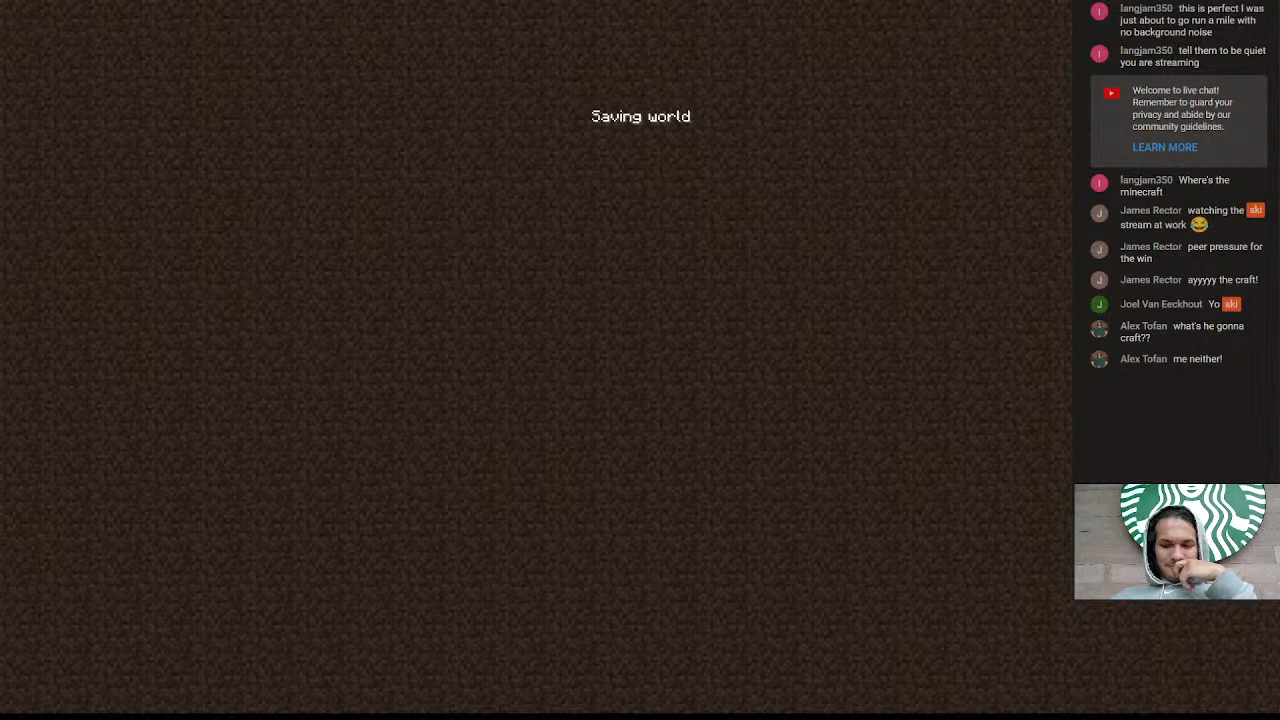 Saving world
langjam350 this is perfect I was
just about to go run a mile with
no background noise
langjam350 tell them to be quiet
you are streaming
Welcome to live chat!
Remember to guard your
privacy and abide by our
community guidelines.
LEARN MORE
langjam350 Where's the
minecraft
James Rector watching the ski
stream at work 😂
James Rector peer pressure for
the win
James Rector ayyyyy the craft!
Joel Van Eeckhout Yo ski
Alex Tofan what's he gonna
craft??
Alex Tofan me neither!